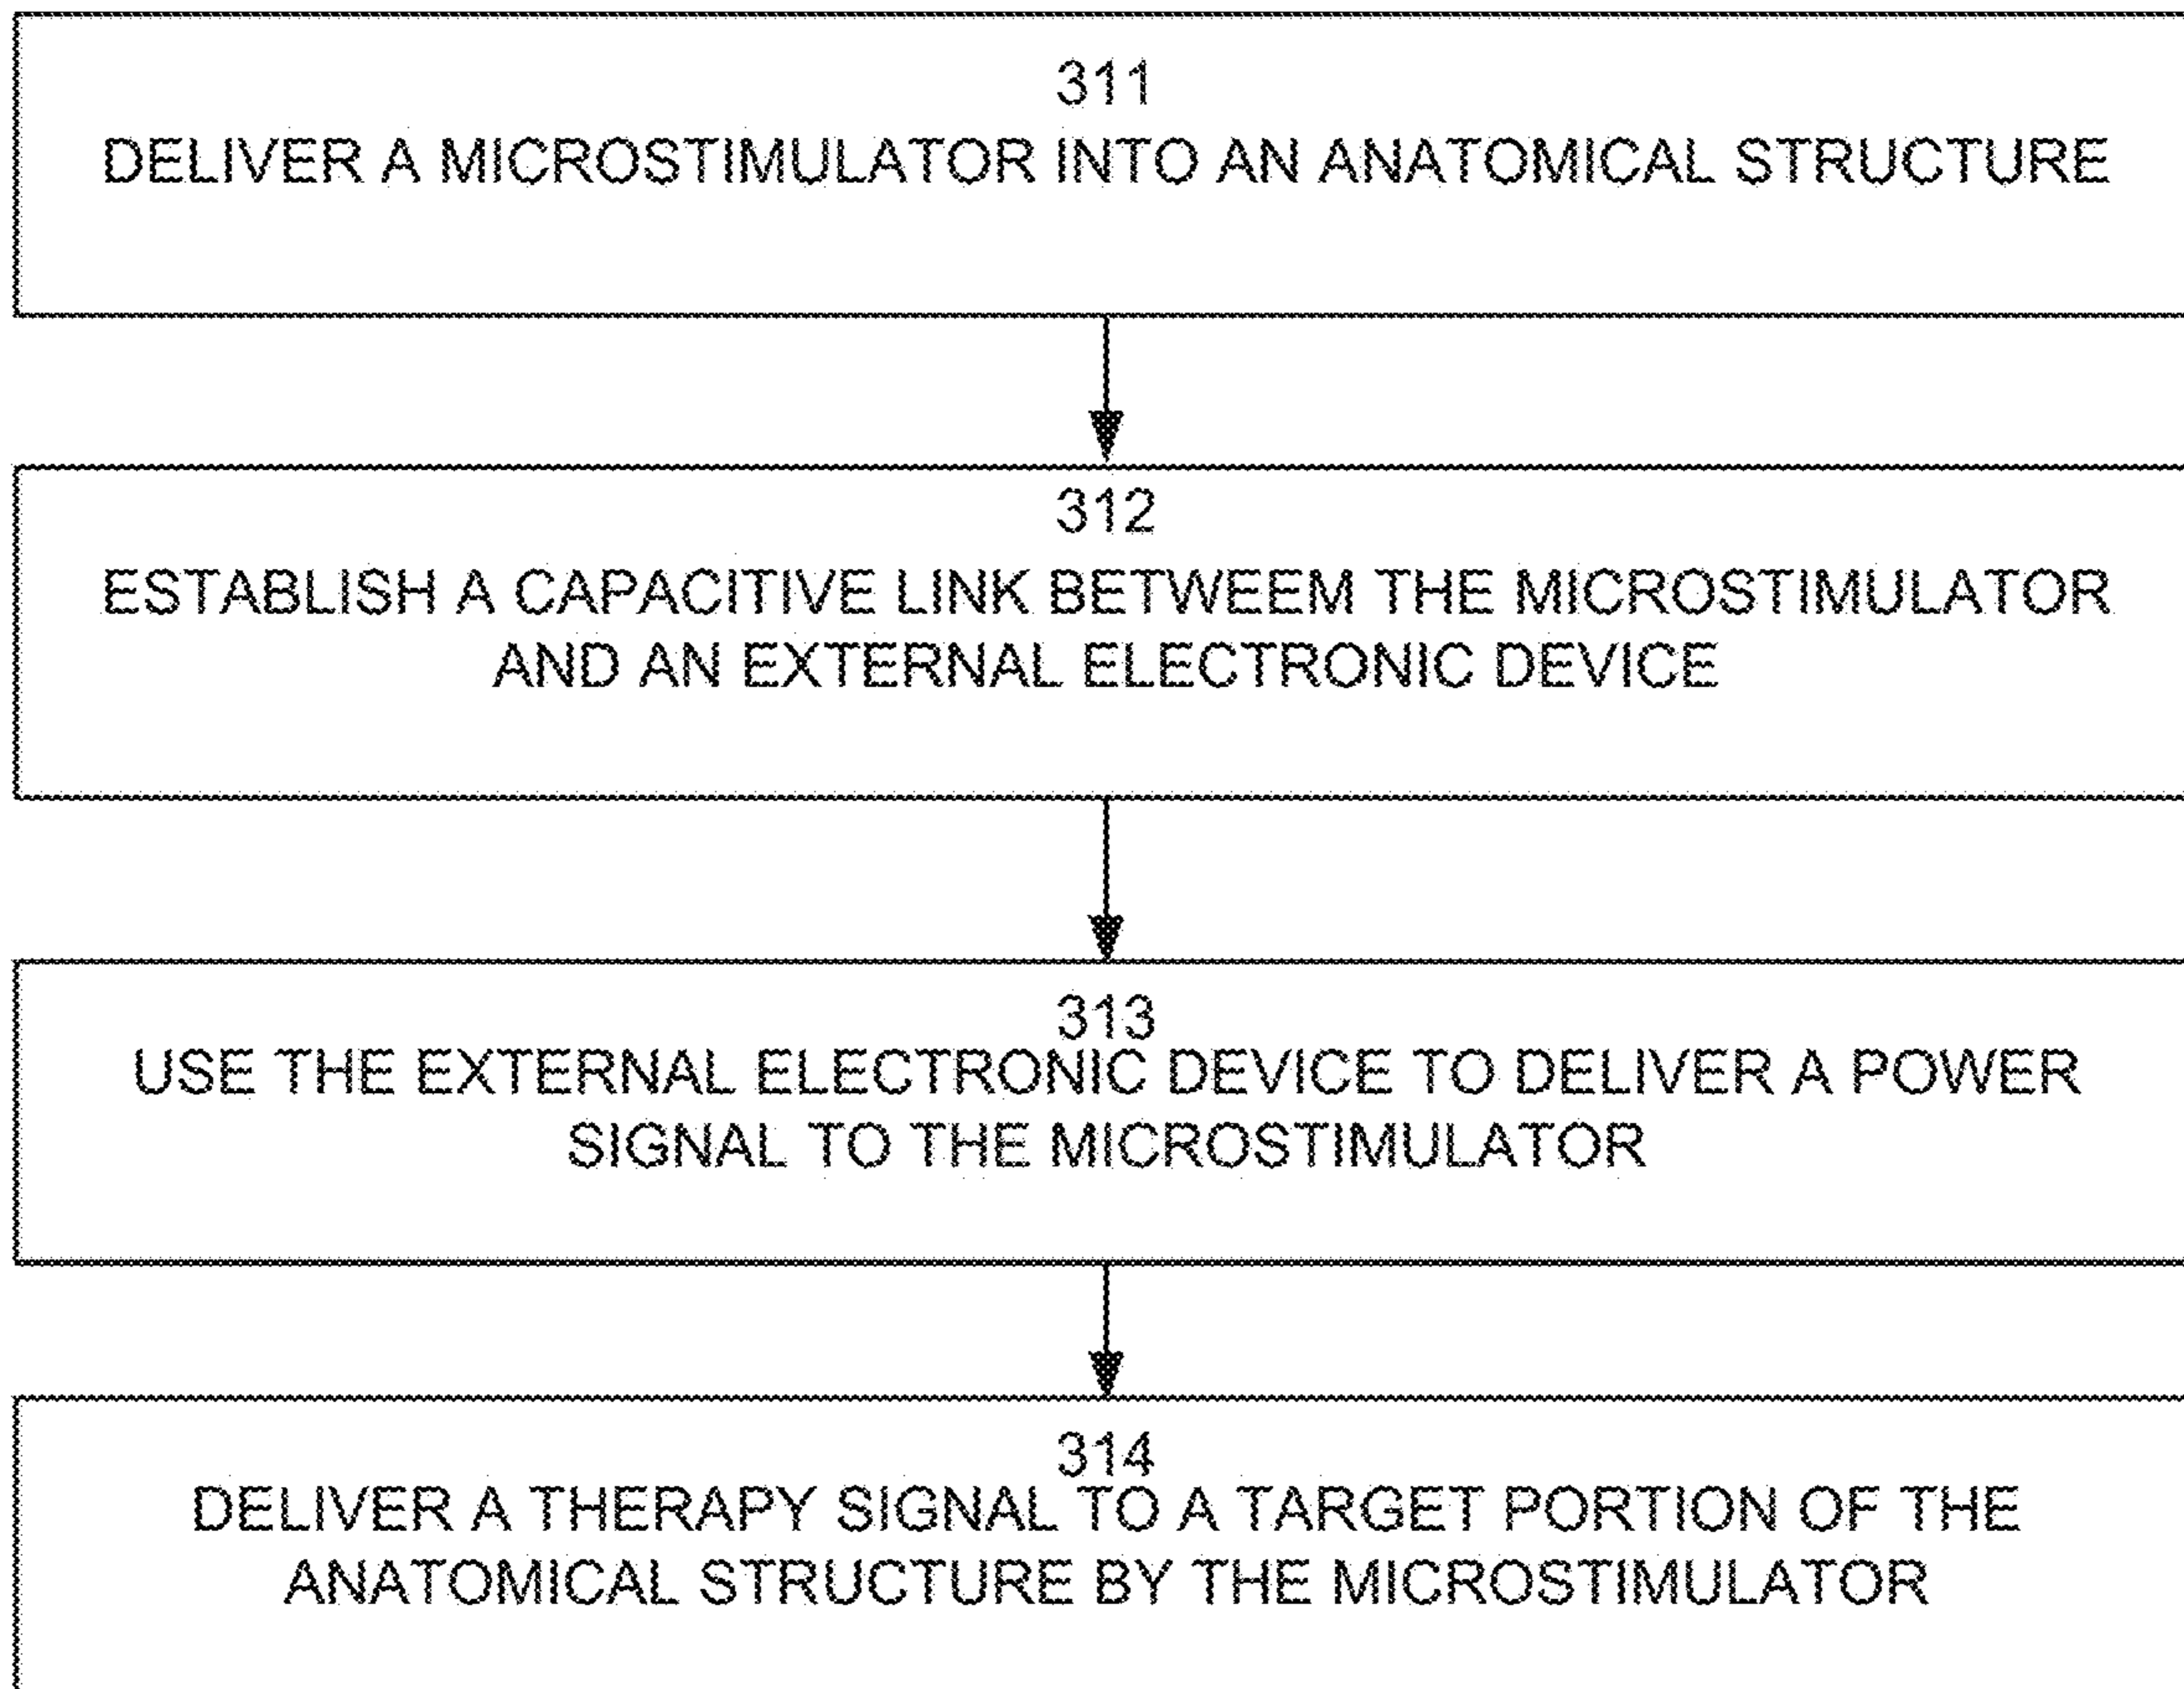 311
DELIVER A MICROSTIMULATOR INTO AN ANATOMICAL STRUCTURE
312
ESTABLISH A CAPACITIVE LINK BETWEEM THE MICROSTIMULATOR
AND AN EXTERNAL ELECTRONIC DEVICE
313
USE THE EXTERNAL ELECTRONIC DEVICE TO DELIVER A POWER
SIGNAL TO THE MICROSTIMULATOR
314
DELIVER A THERAPY SIGNAL TO A TARGET PORTION OF THE
ANATOMICAL STRUCTURE BY THE MICROSTIMULATOR